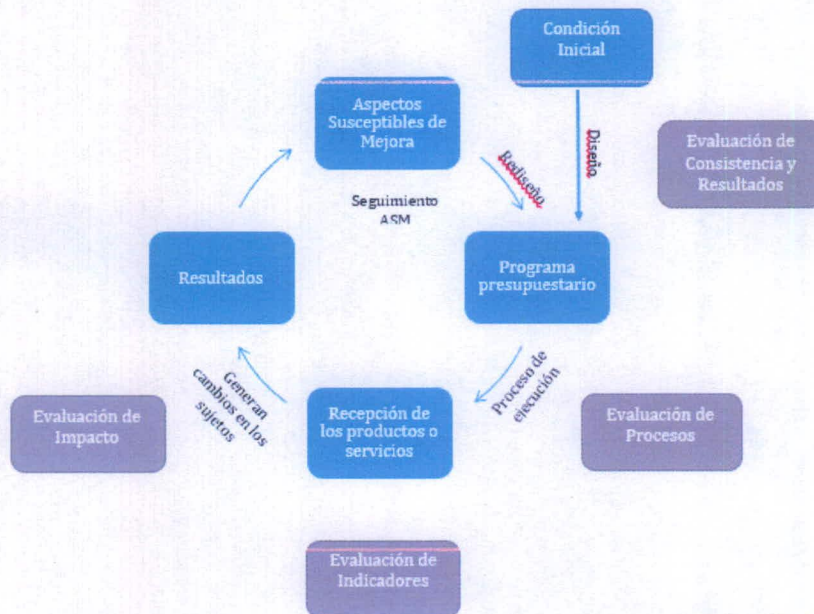 Condición
Inicial
Aspectos
Susceptibles de
Mejora
Diseño
Rediseño
Evaluación de
Consistencia y
Resultados
Seguimiento
ASM
Resultados
Programa
presupuestario
Generan
cambios en los
sujetos
Proceso de
ejecución
Evaluación de
Impacto
Recepción de
los productos o
servicios
Evaluación de
Procesos
Evaluación de
Indicadores